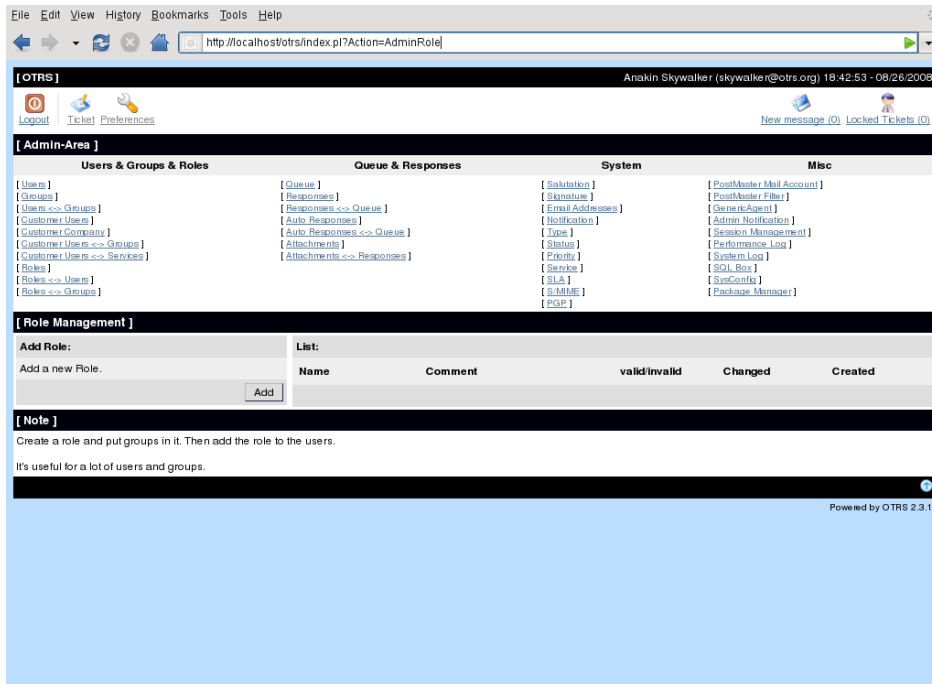 File Edit View History Bookmarks Tools Help
http://localhost/otrs/index.pl?Action=AdminRole
[ OTRS ] Anakin Skywalker (skywalker@otrs.org) 18:42:53 - 08/26/2008
Logout Ticket Preferences New message (0) Locked Tickets (0)
[ Admin-Area ]
Users & Groups & Roles Queue & Responses System Misc
[ Users ] [ Queue ] [ Salutation ] [ PostMaster Mail Account ]
[ Groups ] [ Responses ] [ Signature ] [ PostMaster Filter ]
[ Users <-> Groups ] [ Responses <-> Queue ] [ Email Addresses ] [ GenericAgent ]
[ Customer Users ] [ Auto Responses ] [ Notification ] [ Admin Notification ]
[ Customer Company ] [ Auto Responses <-> Queue ] [ Type ] [ Session Management ]
[ Customer Users <-> Groups ] [ Attachments ] [ Status ] [ Performance Log ]
[ Customer Users <-> Services ] [ Attachments <-> Responses ] [ Priority ] [ System Log ]
[ Roles ] [ Service ] [ SQL Box ]
[ Roles <-> Users ] [ SLA ] [ SysConfig ]
[ Roles <-> Groups ] [ S/MIME ] [ Package Manager ]
[ PGP ]
[ Role Management ]
Add Role: List:
Add a new Role. Name Comment valid/invalid Changed Created
Add
[ Note ]
Create a role and put groups in it. Then add the role to the users.
It's useful for a lot of users and groups.
Powered by OTRS 2.3.1